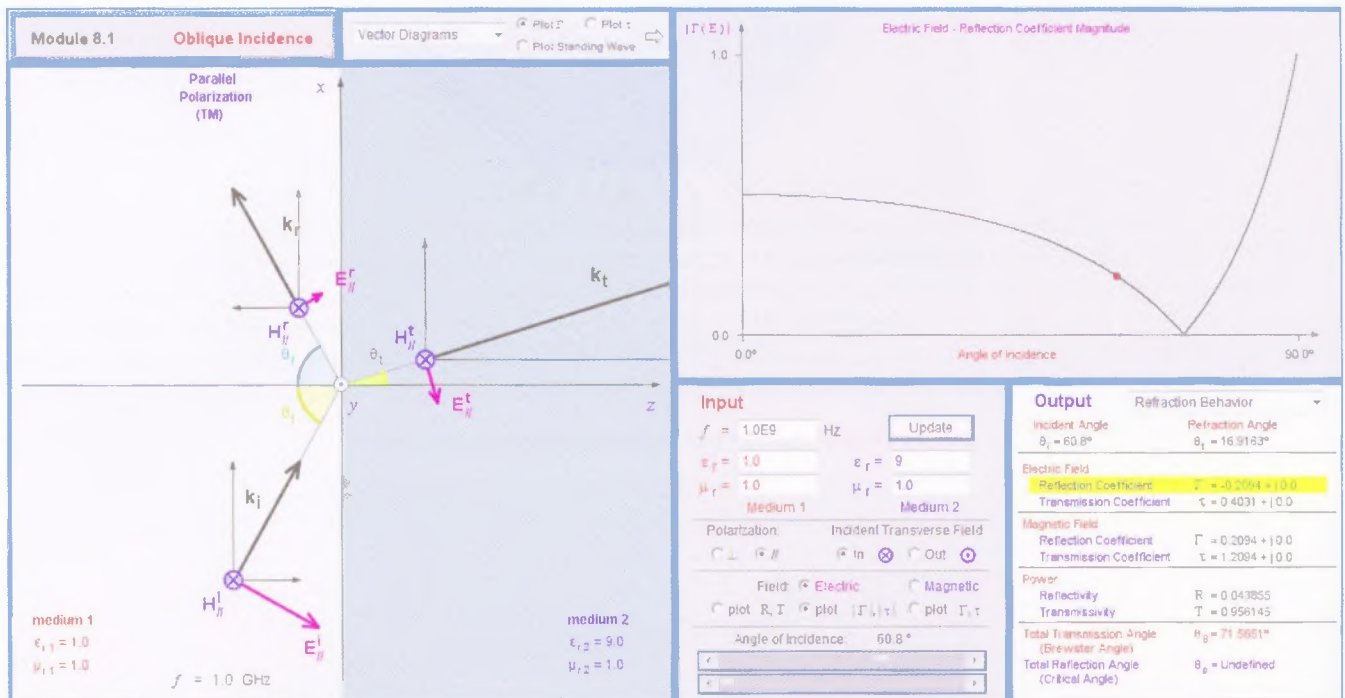 Module 8.1 Oblique Incidence
Vector Diagrams
Plot Γ Plot τ
Plot Standing Wave
Parallel
Polarization
(TM)
x
k_r
E_//^r
H_//^r
θ_r
k_t
H_//^t
θ_t
E_//^t
y
z
θ_i
k_i
H_//^i
E_//^i
medium 1
ε_r1 = 1.0
μ_r1 = 1.0
f = 1.0 GHz
medium 2
ε_r2 = 9.0
μ_r2 = 1.0
|Γ(E)|
Electric Field - Reflection Coefficient Magnitude
1.0
0.0
0.0° Angle of Incidence 90.0°
Input
f = 1.0E9 Hz Update
ε_r = 1.0 ε_r = 9
μ_r = 1.0 μ_r = 1.0
Medium 1 Medium 2
Polarization: Incident Transverse Field
⊥ // In ⊗ Out ⊙
Field: Electric Magnetic
plot R, T plot |Γ|,|τ| plot Γ, τ
Angle of Incidence: 60.8°
Output Refraction Behavior
Incident Angle Refraction Angle
θ_i = 60.8° θ_t = 16.9163°
Electric Field
Reflection Coefficient Γ = -0.2094 + j 0.0
Transmission Coefficient τ = 0.4031 + j 0.0
Magnetic Field
Reflection Coefficient Γ = 0.2094 + j 0.0
Transmission Coefficient τ = 1.2094 + j 0.0
Power
Reflectivity R = 0.043855
Transmissivity T = 0.956145
Total Transmission Angle θ_B = 71.5651°
(Brewster Angle)
Total Reflection Angle = Undefined
(Critical Angle)